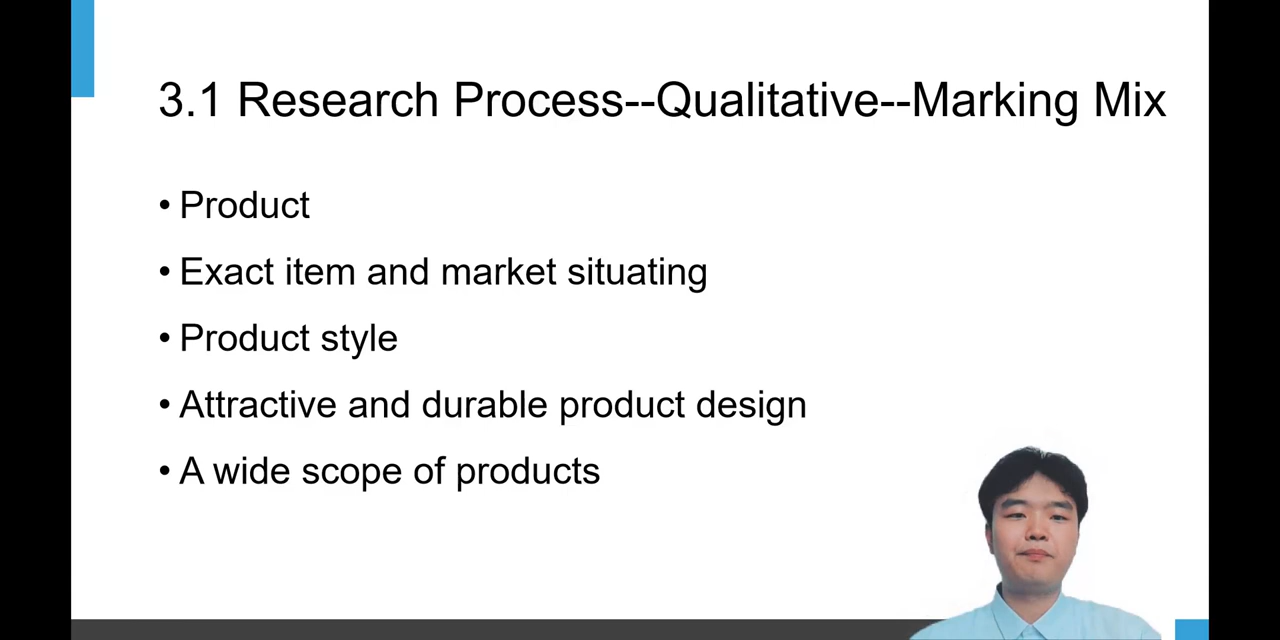 3.1 Research Process--Qualitative--Marking Mix
• Product
• Exact item and market situating
• Product style
• Attractive and durable product design
• A wide scope of products